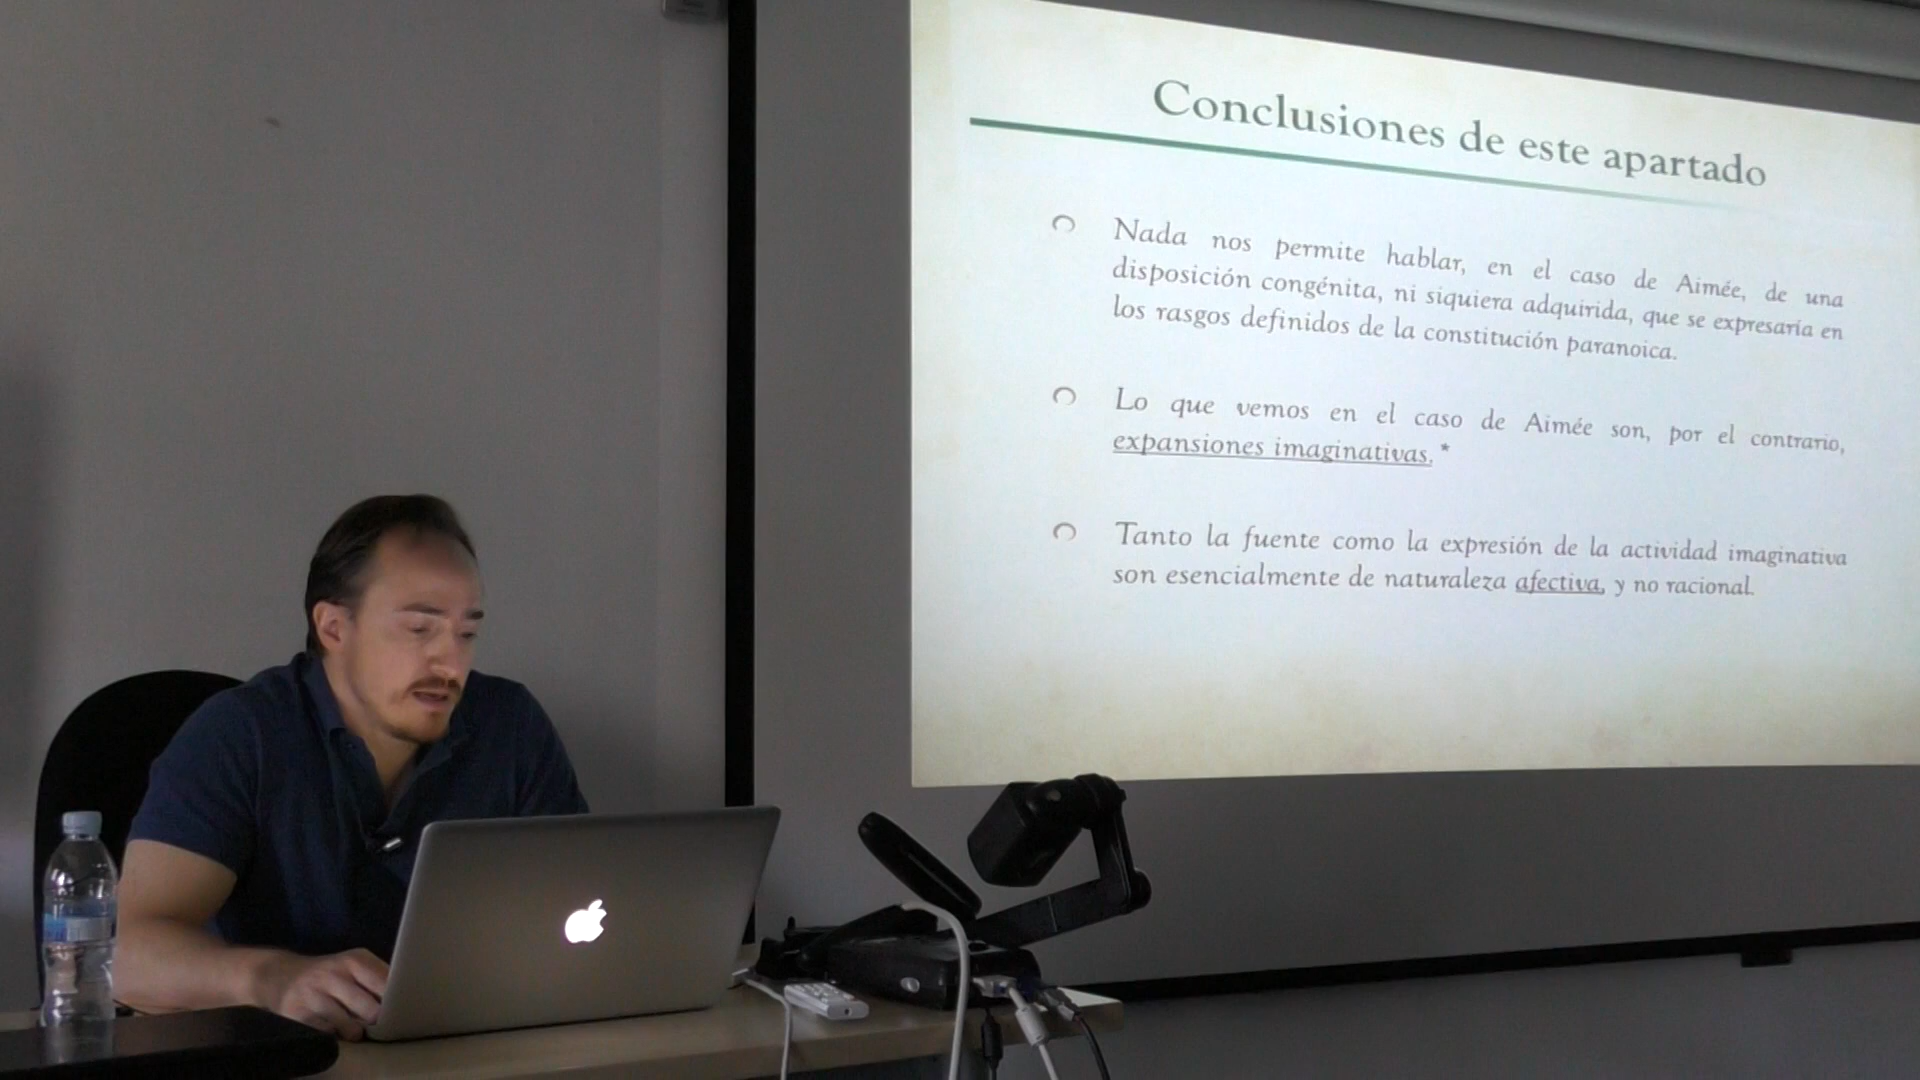 Conclusiones de este apartado
Nada nos permite hablar, en el caso de Aimée, de una
disposición congénita, ni siquiera adquirida, que se expresaría en
los rasgos definidos de la constitución paranoica.
Lo que vemos en el caso de Aimée son, por el contrario,
expansiones imaginativas. *
Tanto la fuente como la expresión de la actividad imaginativa
son esencialmente de naturaleza afectiva, y no racional.